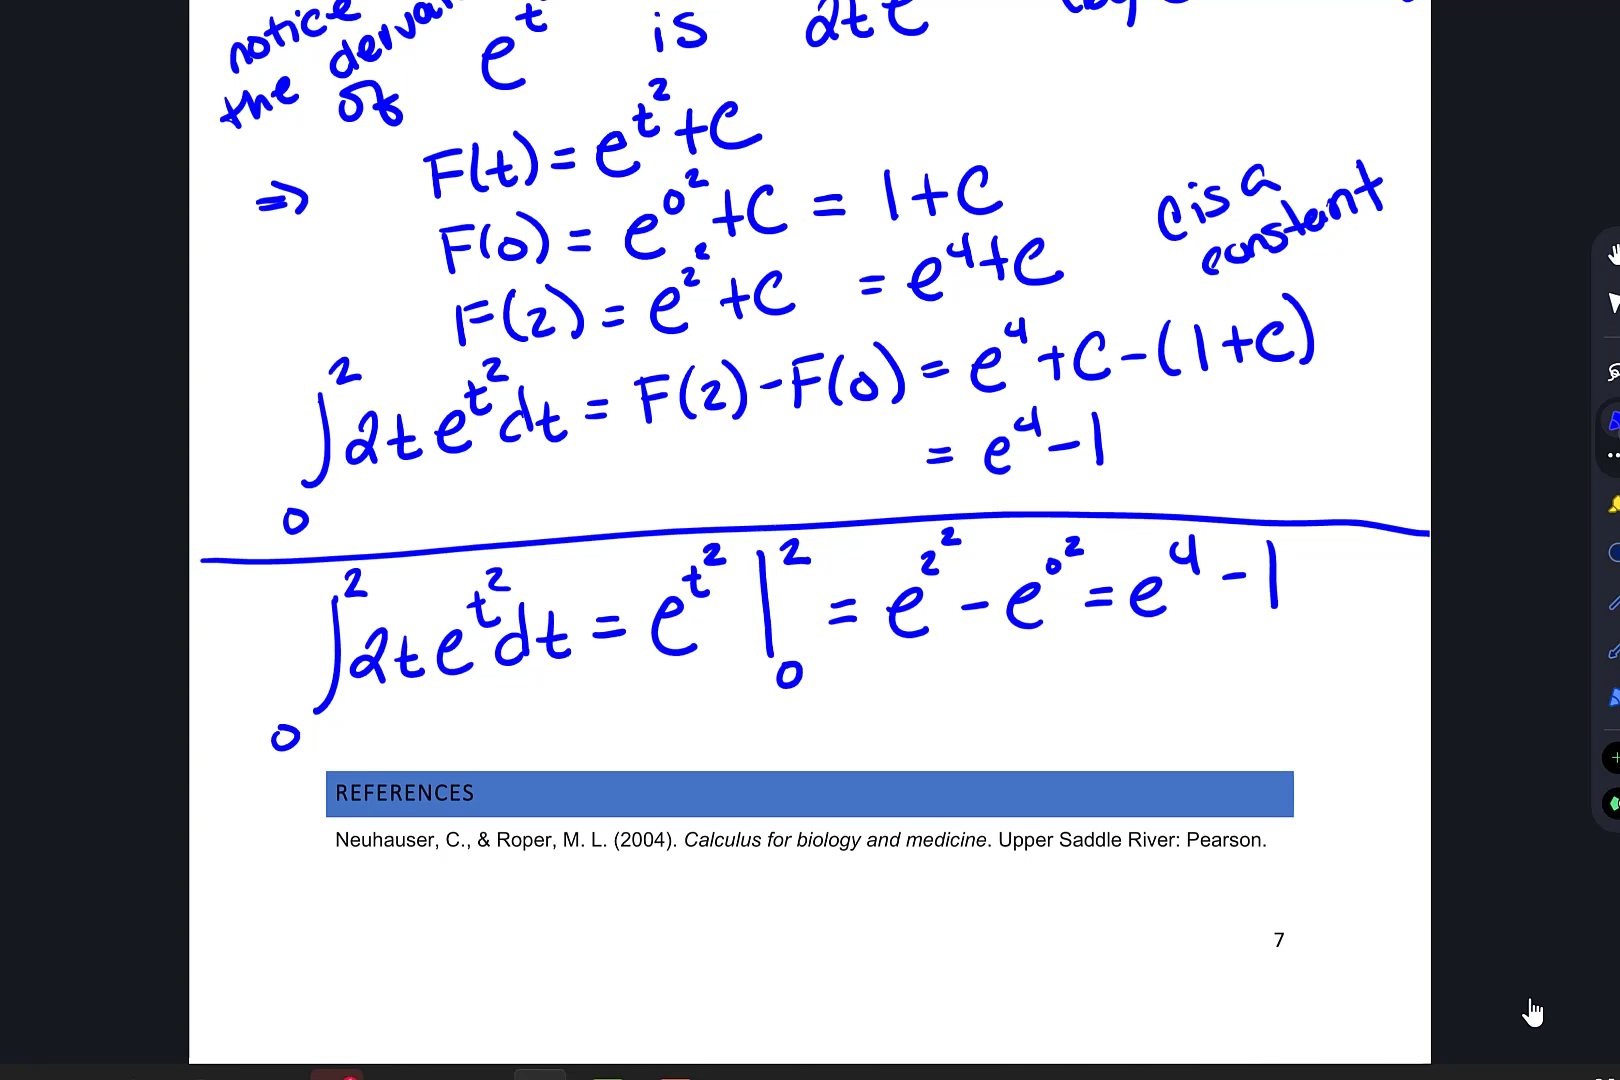 notice
the
of e^t is 2te
⇒ F(t) = e^{t^2} + C
F(0) = e^{0^2} + C = 1 + C
C is a
constant
F(2) = e^{2^2} + C = e^4 + C
∫_0^2 2te^{t^2}dt = F(2) - F(0) = e^4 + C - (1 + C)
= e^4 - 1
∫_0^2 2te^{t^2}dt = e^{t^2} |_0^2 = e^{2^2} - e^{0^2} = e^4 - 1
REFERENCES
Neuhauser, C., & Roper, M. L. (2004). Calculus for biology and medicine. Upper Saddle River: Pearson.
7